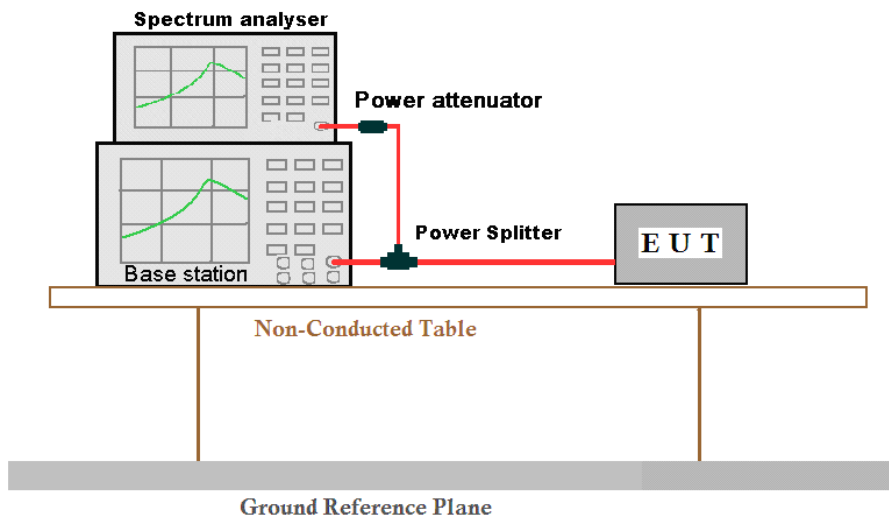 Spectrum analyser
Power attenuator
Power Splitter
E U T
Base station
Non-Conducted Table
Ground Reference Plane